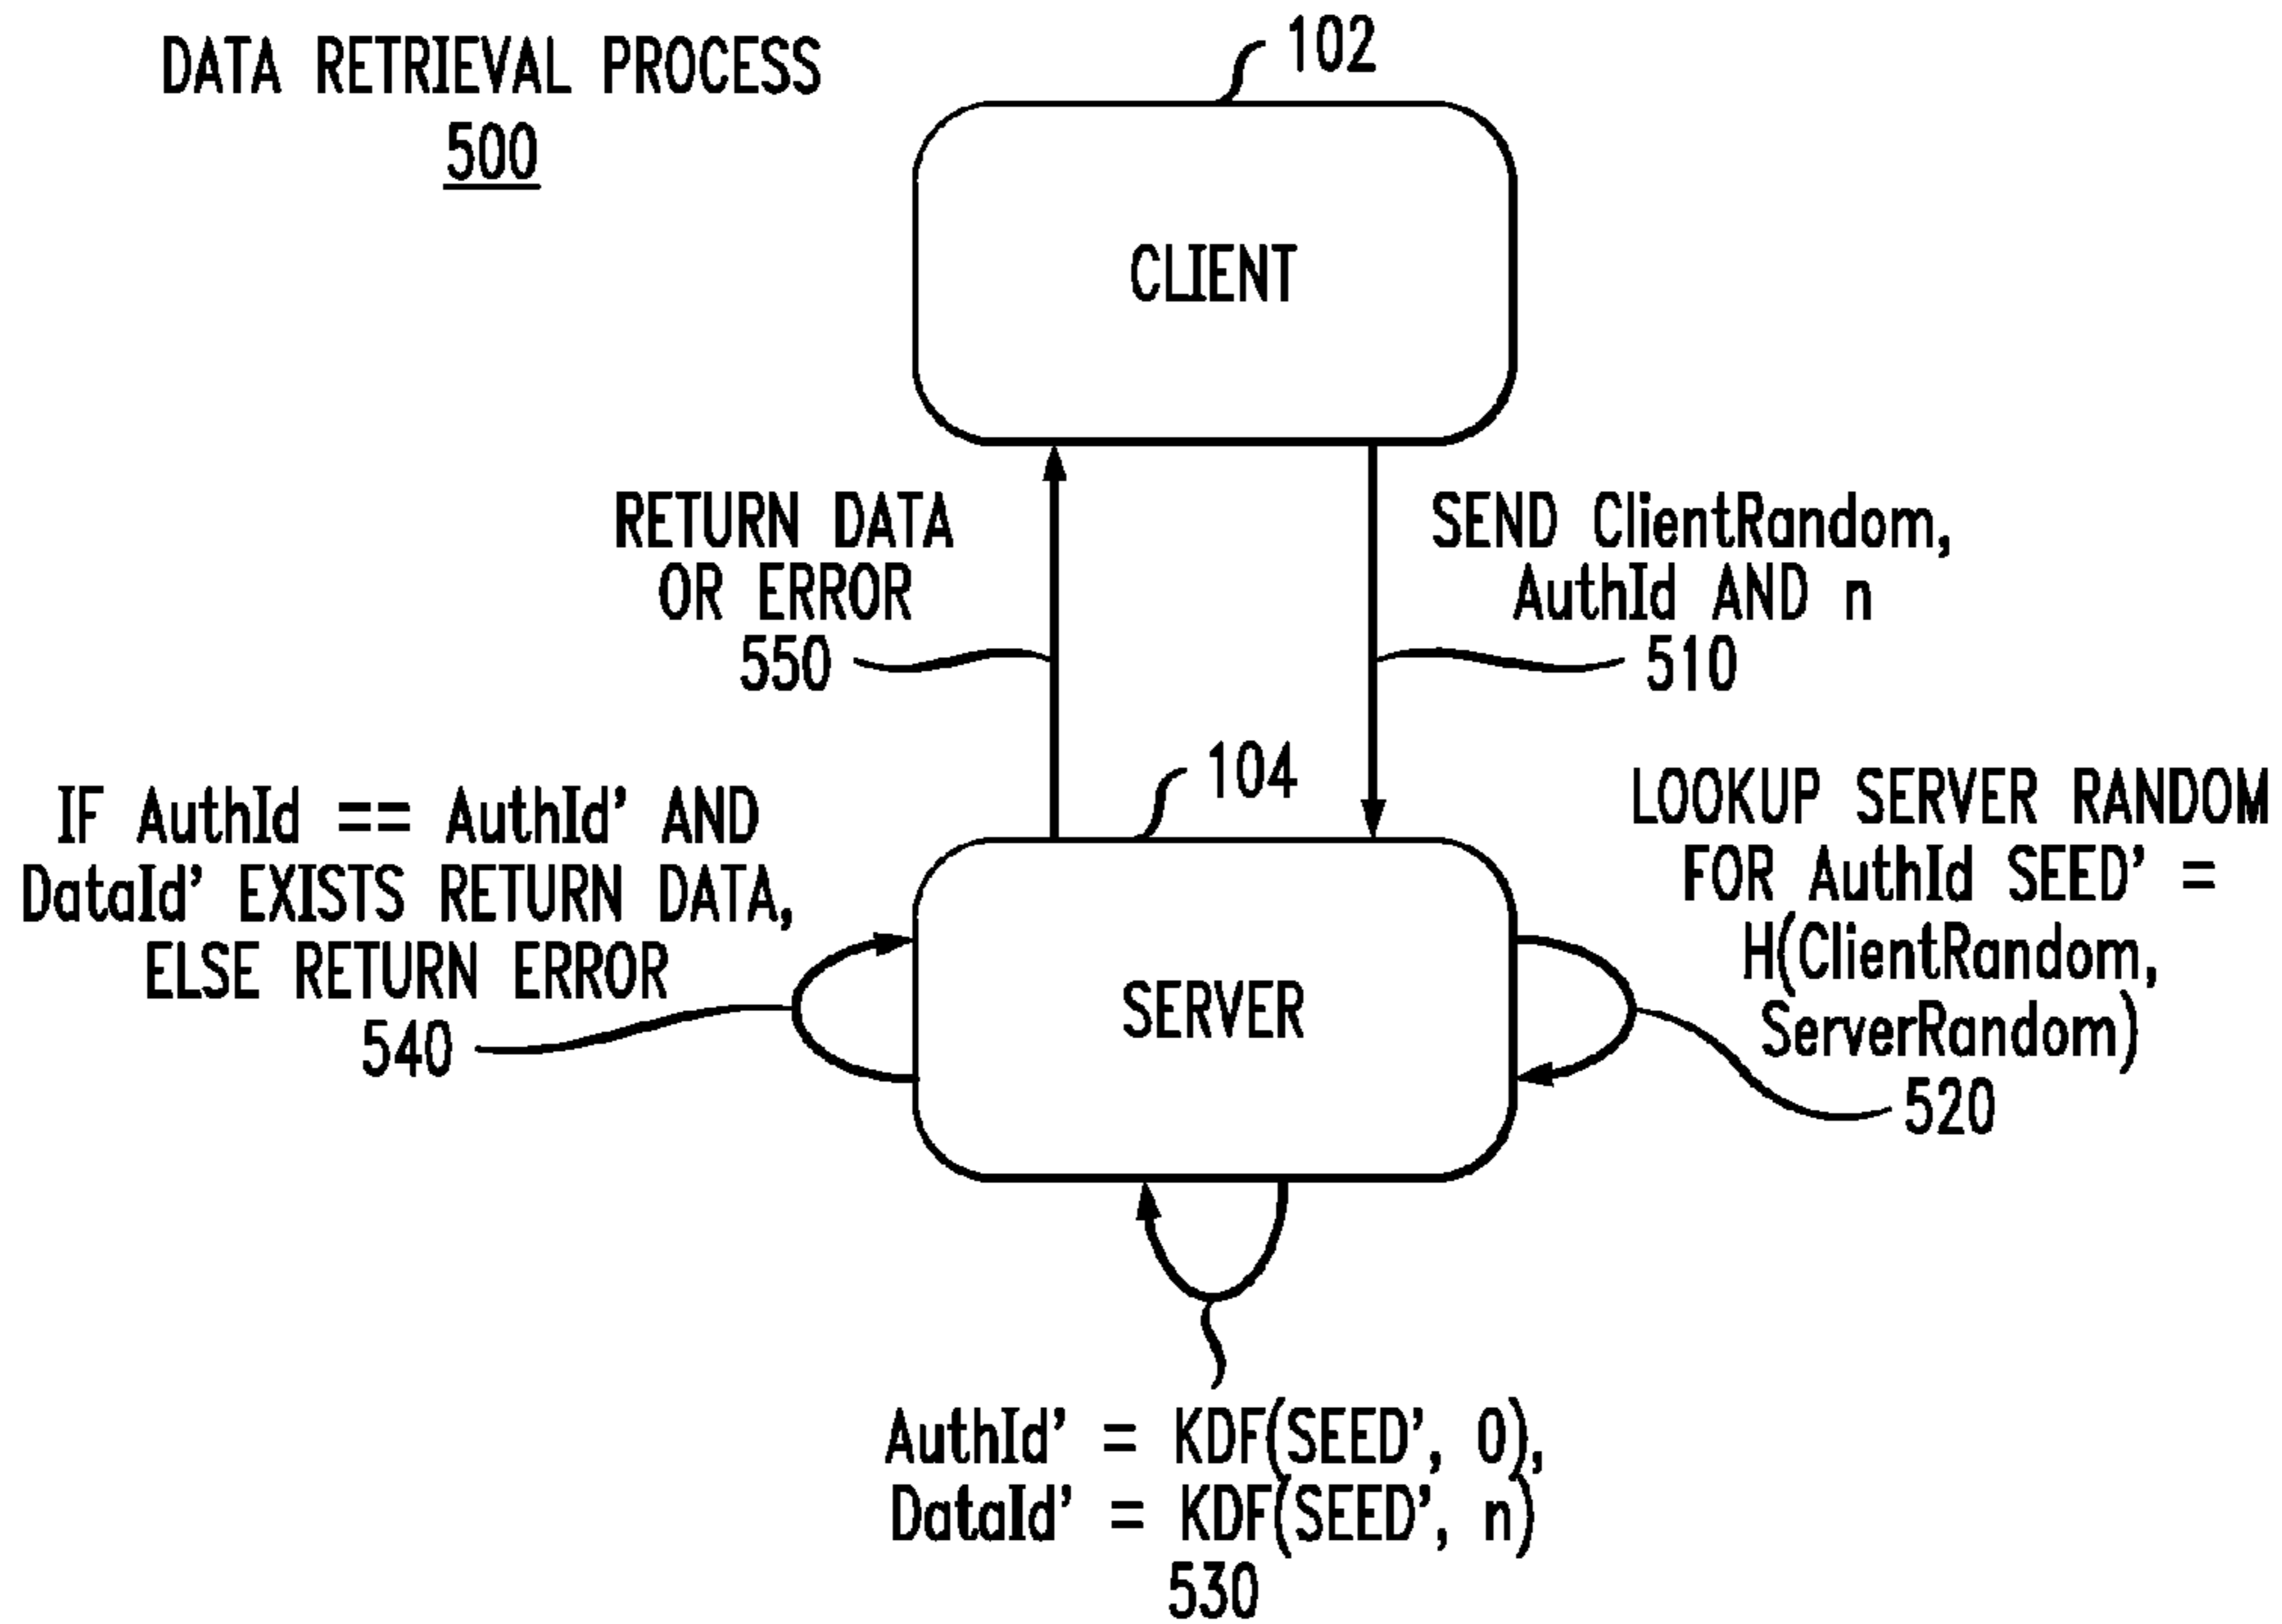 DATA RETRIEVAL PROCESS
500
102
CLIENT
RETURN DATA
OR ERROR
550
SEND ClientRandom,
AuthId AND n
510
104
IF AuthId == AuthId' AND
DataId' EXISTS RETURN DATA,
ELSE RETURN ERROR
540
SERVER
LOOKUP SERVER RANDOM
FOR AuthId SEED' =
H(ClientRandom,
ServerRandom)
520
AuthId' = KDF(SEED', 0),
DataId' = KDF(SEED', n)
530